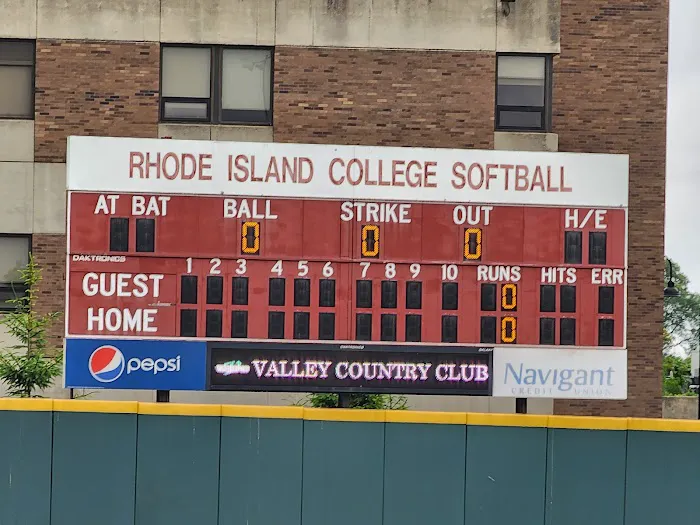 RHODE ISLAND COLLEGE SOFTBALL
AT BAT BALL STRIKE OUT H/E
0 0 0
DAKTRONICS
1 2 3 4 5 6 7 8 9 10 RUNS HITS ERR
GUEST 0
HOME 0
pepsi VALLEY COUNTRY CLUB Navigant
CREDIT UNION